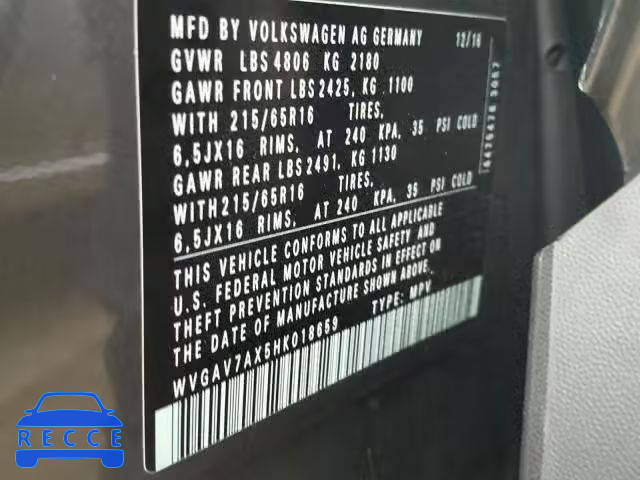 MFD BY VOLKSWAGEN AG GERMANY 12/16
GVWR LBS 4806 KG 2180
GAWR FRONT LBS 2425, KG 1100
WITH 215/65R16 TIRES,
6,5JX16 RIMS, AT 240 KPA, 35 PSI COLD
GAWR REAR LBS 2491, KG 1130
WITH 215/65R16 TIRES,
6,5JX16 RIMS, AT 240 KPA, 35 PSI COLD
THIS VEHICLE CONFORMS TO ALL APPLICABLE
U.S. FEDERAL MOTOR VEHICLE SAFETY AND
THEFT PREVENTION STANDARDS IN EFFECT ON
THE DATE OF MANUFACTURE SHOWN ABOVE.
WVGAV7AX5HK018659 TYPE: MPV
RECCE